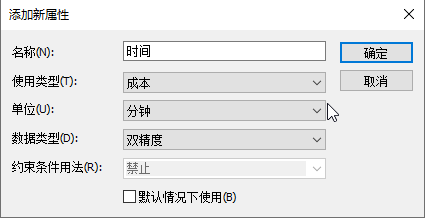 添加新属性
名称(N): 时间 确定
使用类型(T): 成本 取消
单位(U): 分钟
数据类型(D): 双精度
约束条件用法(R): 禁止
默认情况下使用(B)